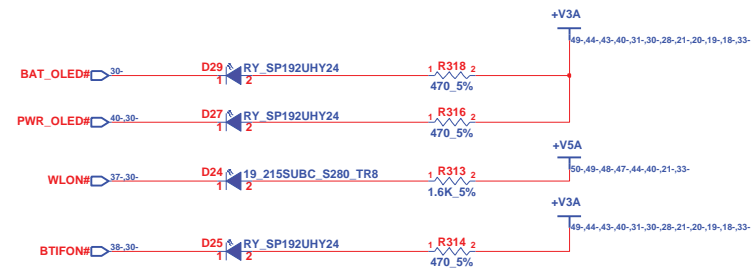 +V3A
49-,44-,43-,40-,31-,30-,28-,21-,20-,19-,18-,33-
BAT_OLED# 30- D29 RY_SP192UHY24 1 2 1 R318 2 470_5%
PWR_OLED# 40-,30- D27 RY_SP192UHY24 1 2 1 R316 2 470_5%
+V5A
50-,49-,48-,47-,44-,40-,21-,33-
WLON# 37-,30- D24 19_215SUBC_S280_TR8 1 2 1 R313 2 1.6K_5%
+V3A
49-,44-,43-,40-,31-,30-,28-,21-,20-,19-,18-,33-
BTIFON# 38-,30- D25 RY_SP192UHY24 1 2 1 R314 2 470_5%